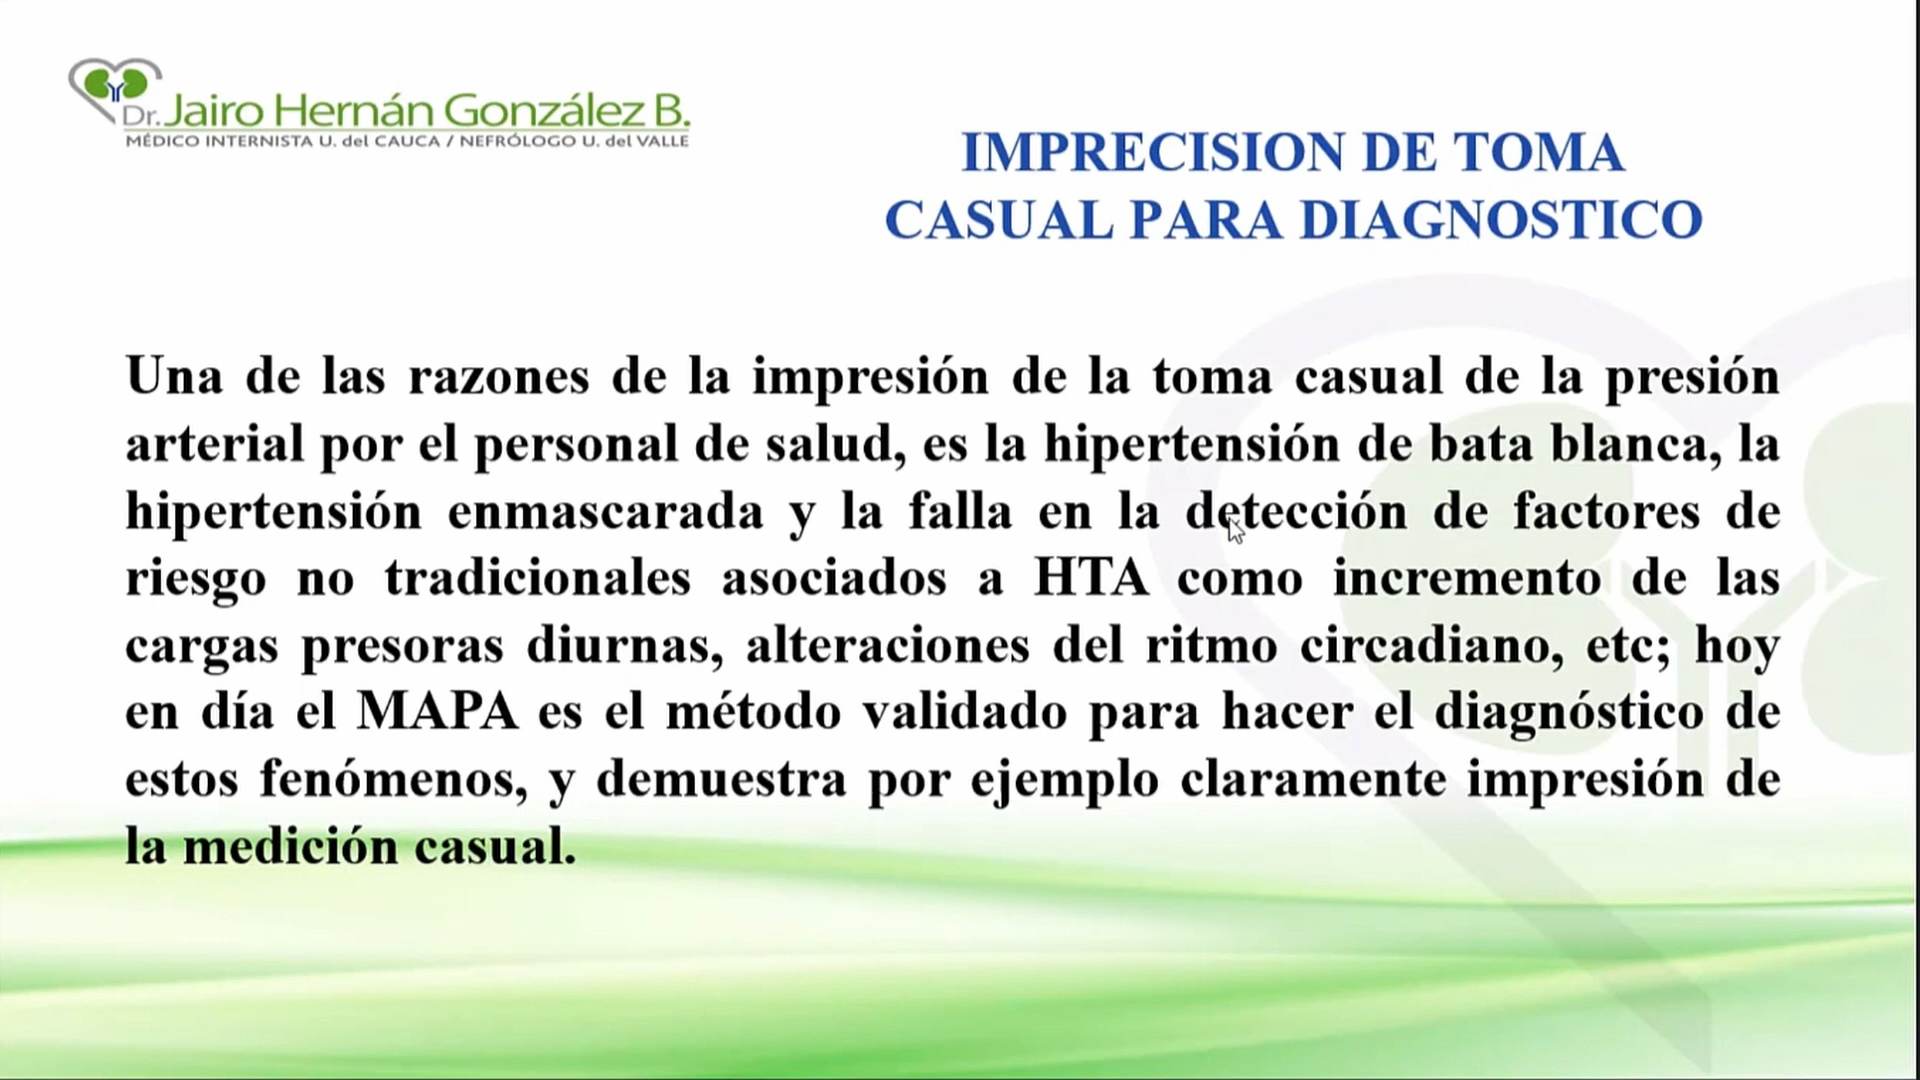 Dr. Jairo Hernán González B.
MÉDICO INTERNISTA U. del CAUCA / NEFRÓLOGO U. del VALLE
IMPRECISION DE TOMA
CASUAL PARA DIAGNOSTICO
Una de las razones de la impresión de la toma casual de la presión
arterial por el personal de salud, es la hipertensión de bata blanca, la
hipertensión enmascarada y la falla en la detección de factores de
riesgo no tradicionales asociados a HTA como incremento de las
cargas presoras diurnas, alteraciones del ritmo circadiano, etc; hoy
en día el MAPA es el método validado para hacer el diagnóstico de
estos fenómenos, y demuestra por ejemplo claramente impresión de
la medición casual.